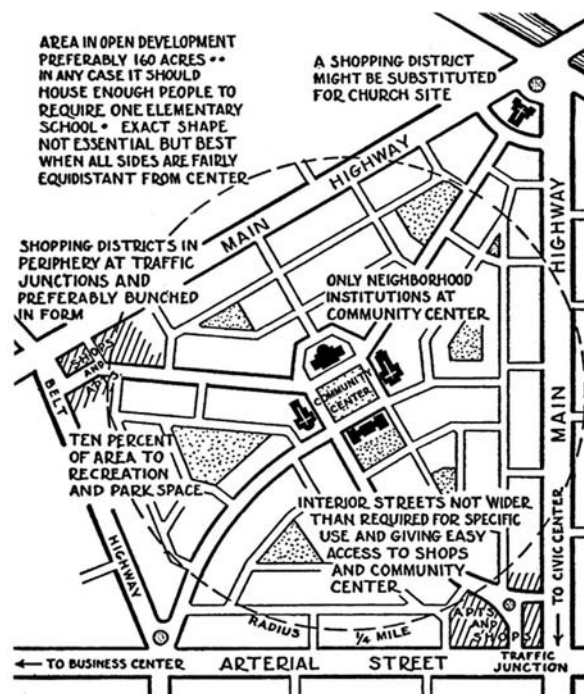 AREA IN OPEN DEVELOPMENT
PREFERABLY 160 ACRES ••
IN ANY CASE IT SHOULD
HOUSE ENOUGH PEOPLE TO
REQUIRE ONE ELEMENTARY
SCHOOL • EXACT SHAPE
NOT ESSENTIAL BUT BEST
WHEN ALL SIDES ARE FAIRLY
EQUIDISTANT FROM CENTER
A SHOPPING DISTRICT
MIGHT BE SUBSTITUTED
FOR CHURCH SITE
MAIN HIGHWAY
SHOPPING DISTRICTS IN
PERIPHERY AT TRAFFIC
JUNCTIONS AND
PREFERABLY BUNCHED
IN FORM
ONLY NEIGHBORHOOD
INSTITUTIONS AT
COMMUNITY CENTER
MAIN HIGHWAY
SHOPS
AND
APTS
BELT HIGHWAY
COMMUNITY
CENTER
TEN PERCENT
OF AREA TO
RECREATION
AND PARK SPACE
INTERIOR STREETS NOT WIDER
THAN REQUIRED FOR SPECIFIC
USE AND GIVING EASY
ACCESS TO SHOPS
AND COMMUNITY
CENTER
→ TO CIVIC CENTER
RADIUS 1/4 MILE
APTS
AND
SHOPS
TRAFFIC
JUNCTION
← TO BUSINESS CENTER
ARTERIAL STREET